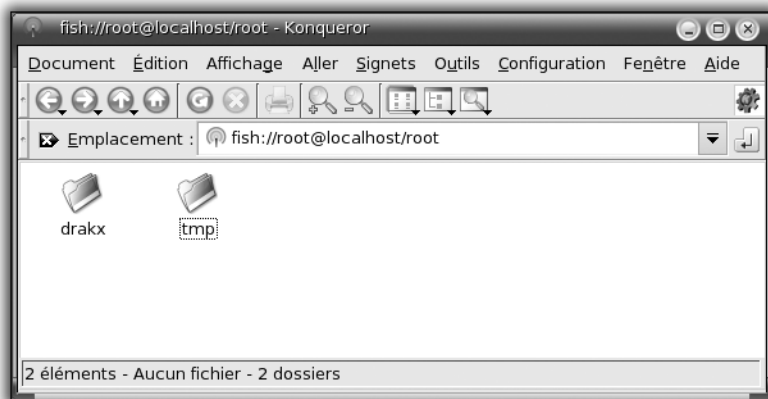 fish://root@localhost/root - Konqueror
Document Édition Affichage Aller Signets Outils Configuration Fenêtre Aide
Emplacement : fish://root@localhost/root
drakx tmp
2 éléments - Aucun fichier - 2 dossiers